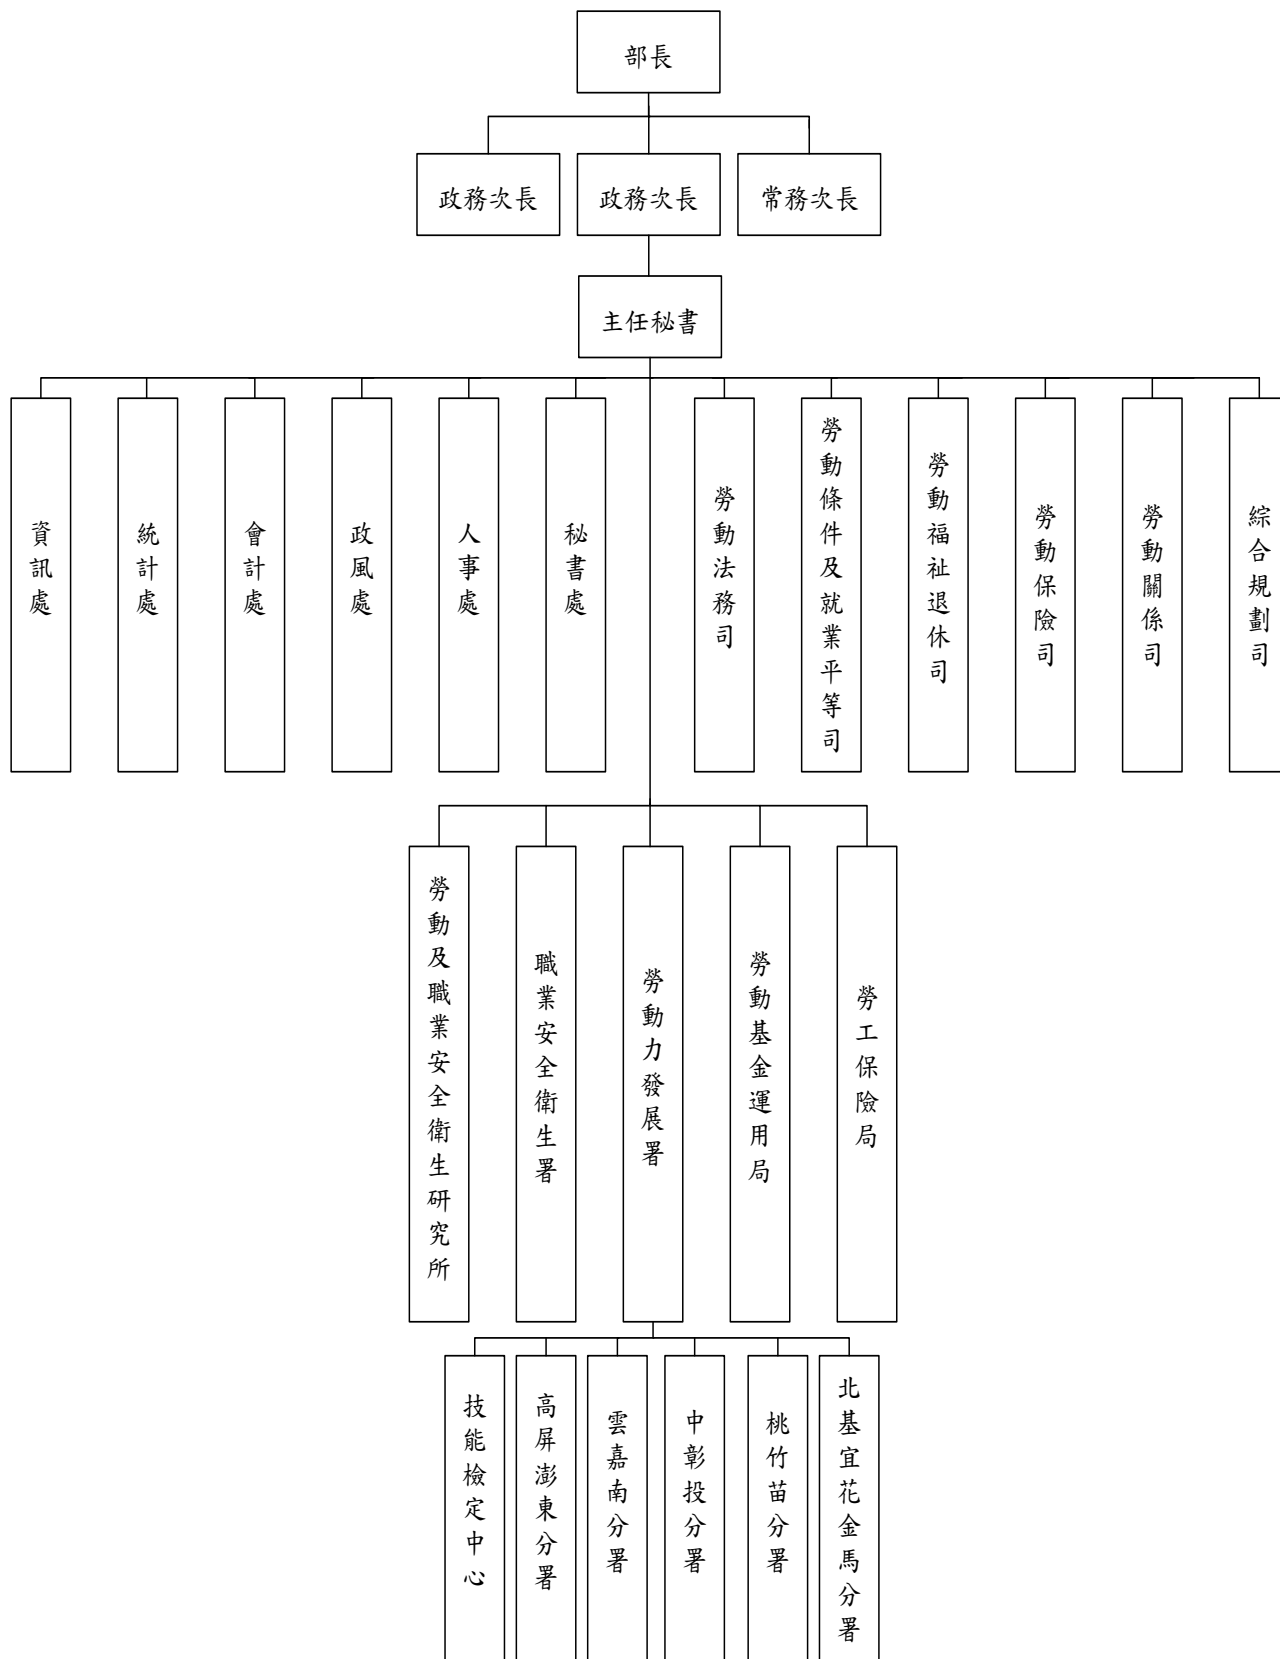 部長
政務次長
政務次長
常務次長
主任秘書
資訊處
統計處
會計處
政風處
人事處
秘書處
勞動法務司
勞動條件及就業平等司
勞動福祉退休司
勞動保險司
勞動關係司
綜合規劃司
勞動及職業安全衛生研究所
職業安全衛生署
勞動力發展署
勞動基金運用局
勞工保險局
技能檢定中心
高屏澎東分署
雲嘉南分署
中彰投分署
桃竹苗分署
北基宜花金馬分署